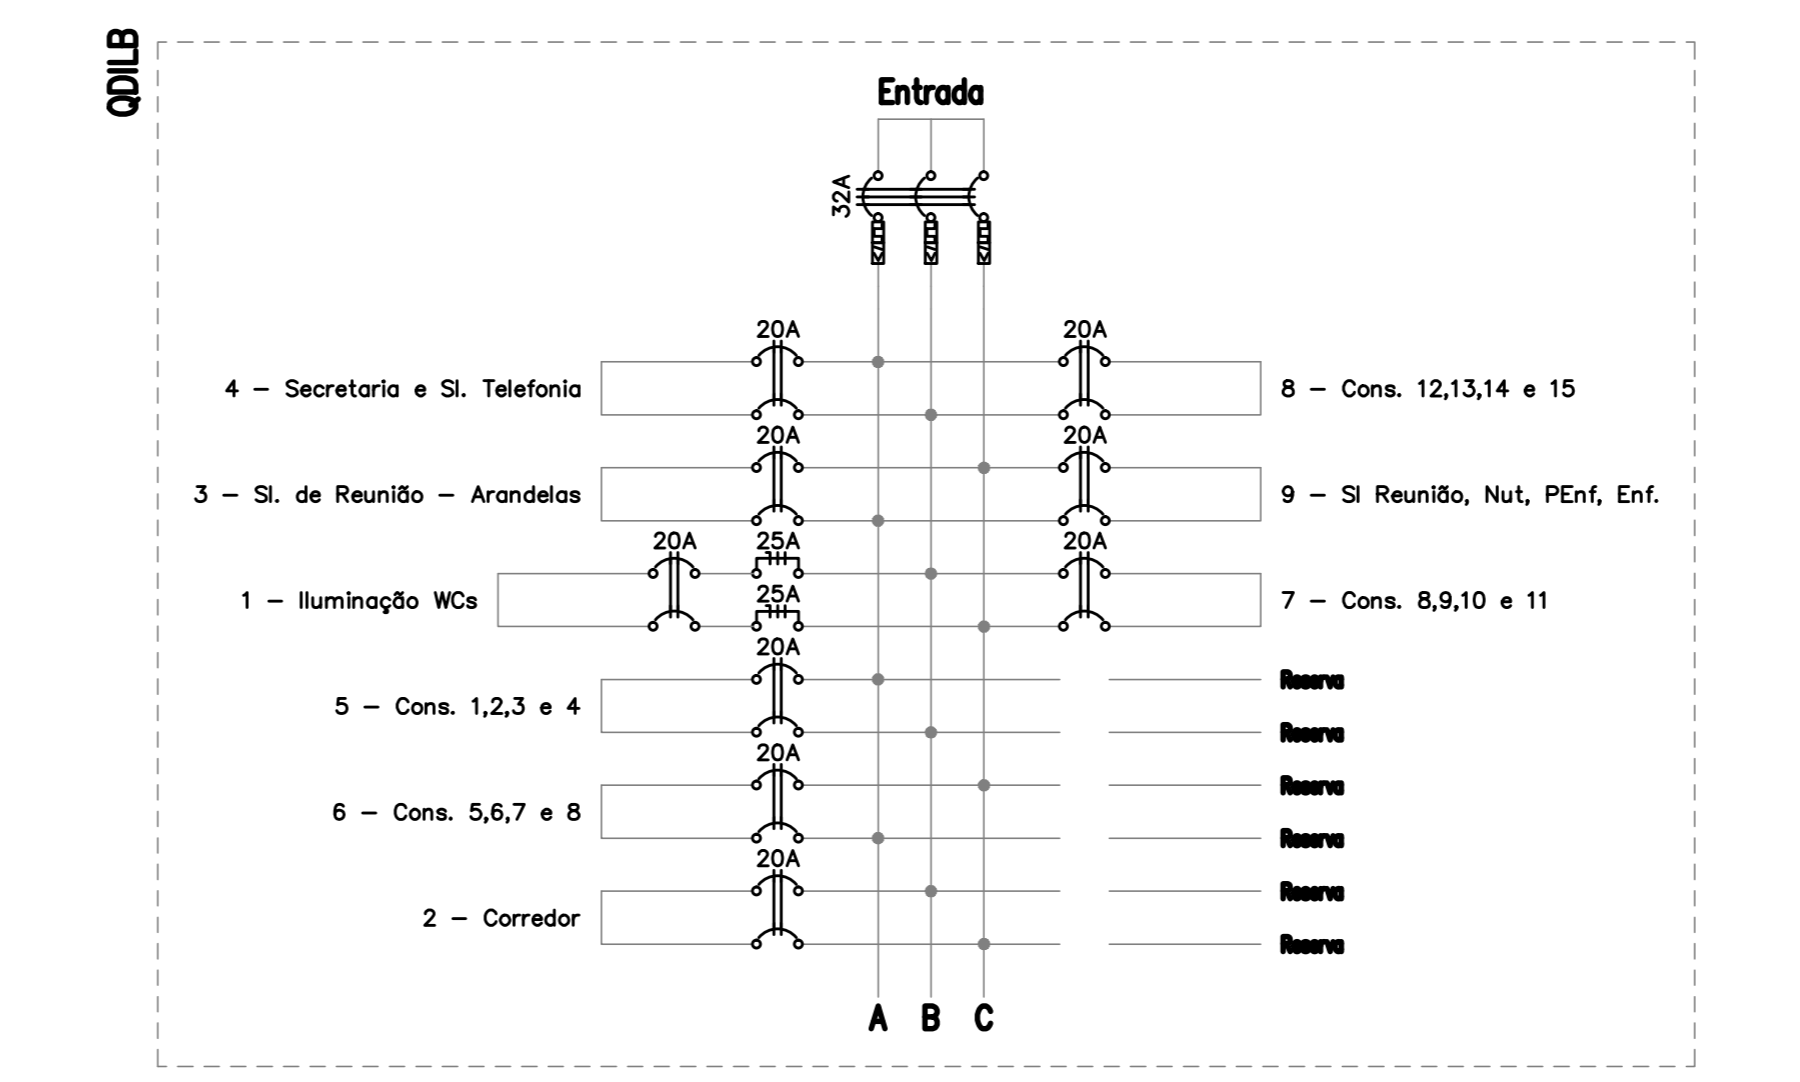 QDILB
Entrada
32A
20A
20A
4 – Secretaria e Sl. Telefonia
8 – Cons. 12,13,14 e 15
20A
20A
3 – Sl. de Reunião – Arandelas
9 – Sl Reunião, Nut, PEnf, Enf.
20A
25A
20A
25A
1 – Iluminação WCs
7 – Cons. 8,9,10 e 11
20A
Reserva
5 – Cons. 1,2,3 e 4
Reserva
20A
Reserva
6 – Cons. 5,6,7 e 8
Reserva
20A
Reserva
2 – Corredor
Reserva
A B C